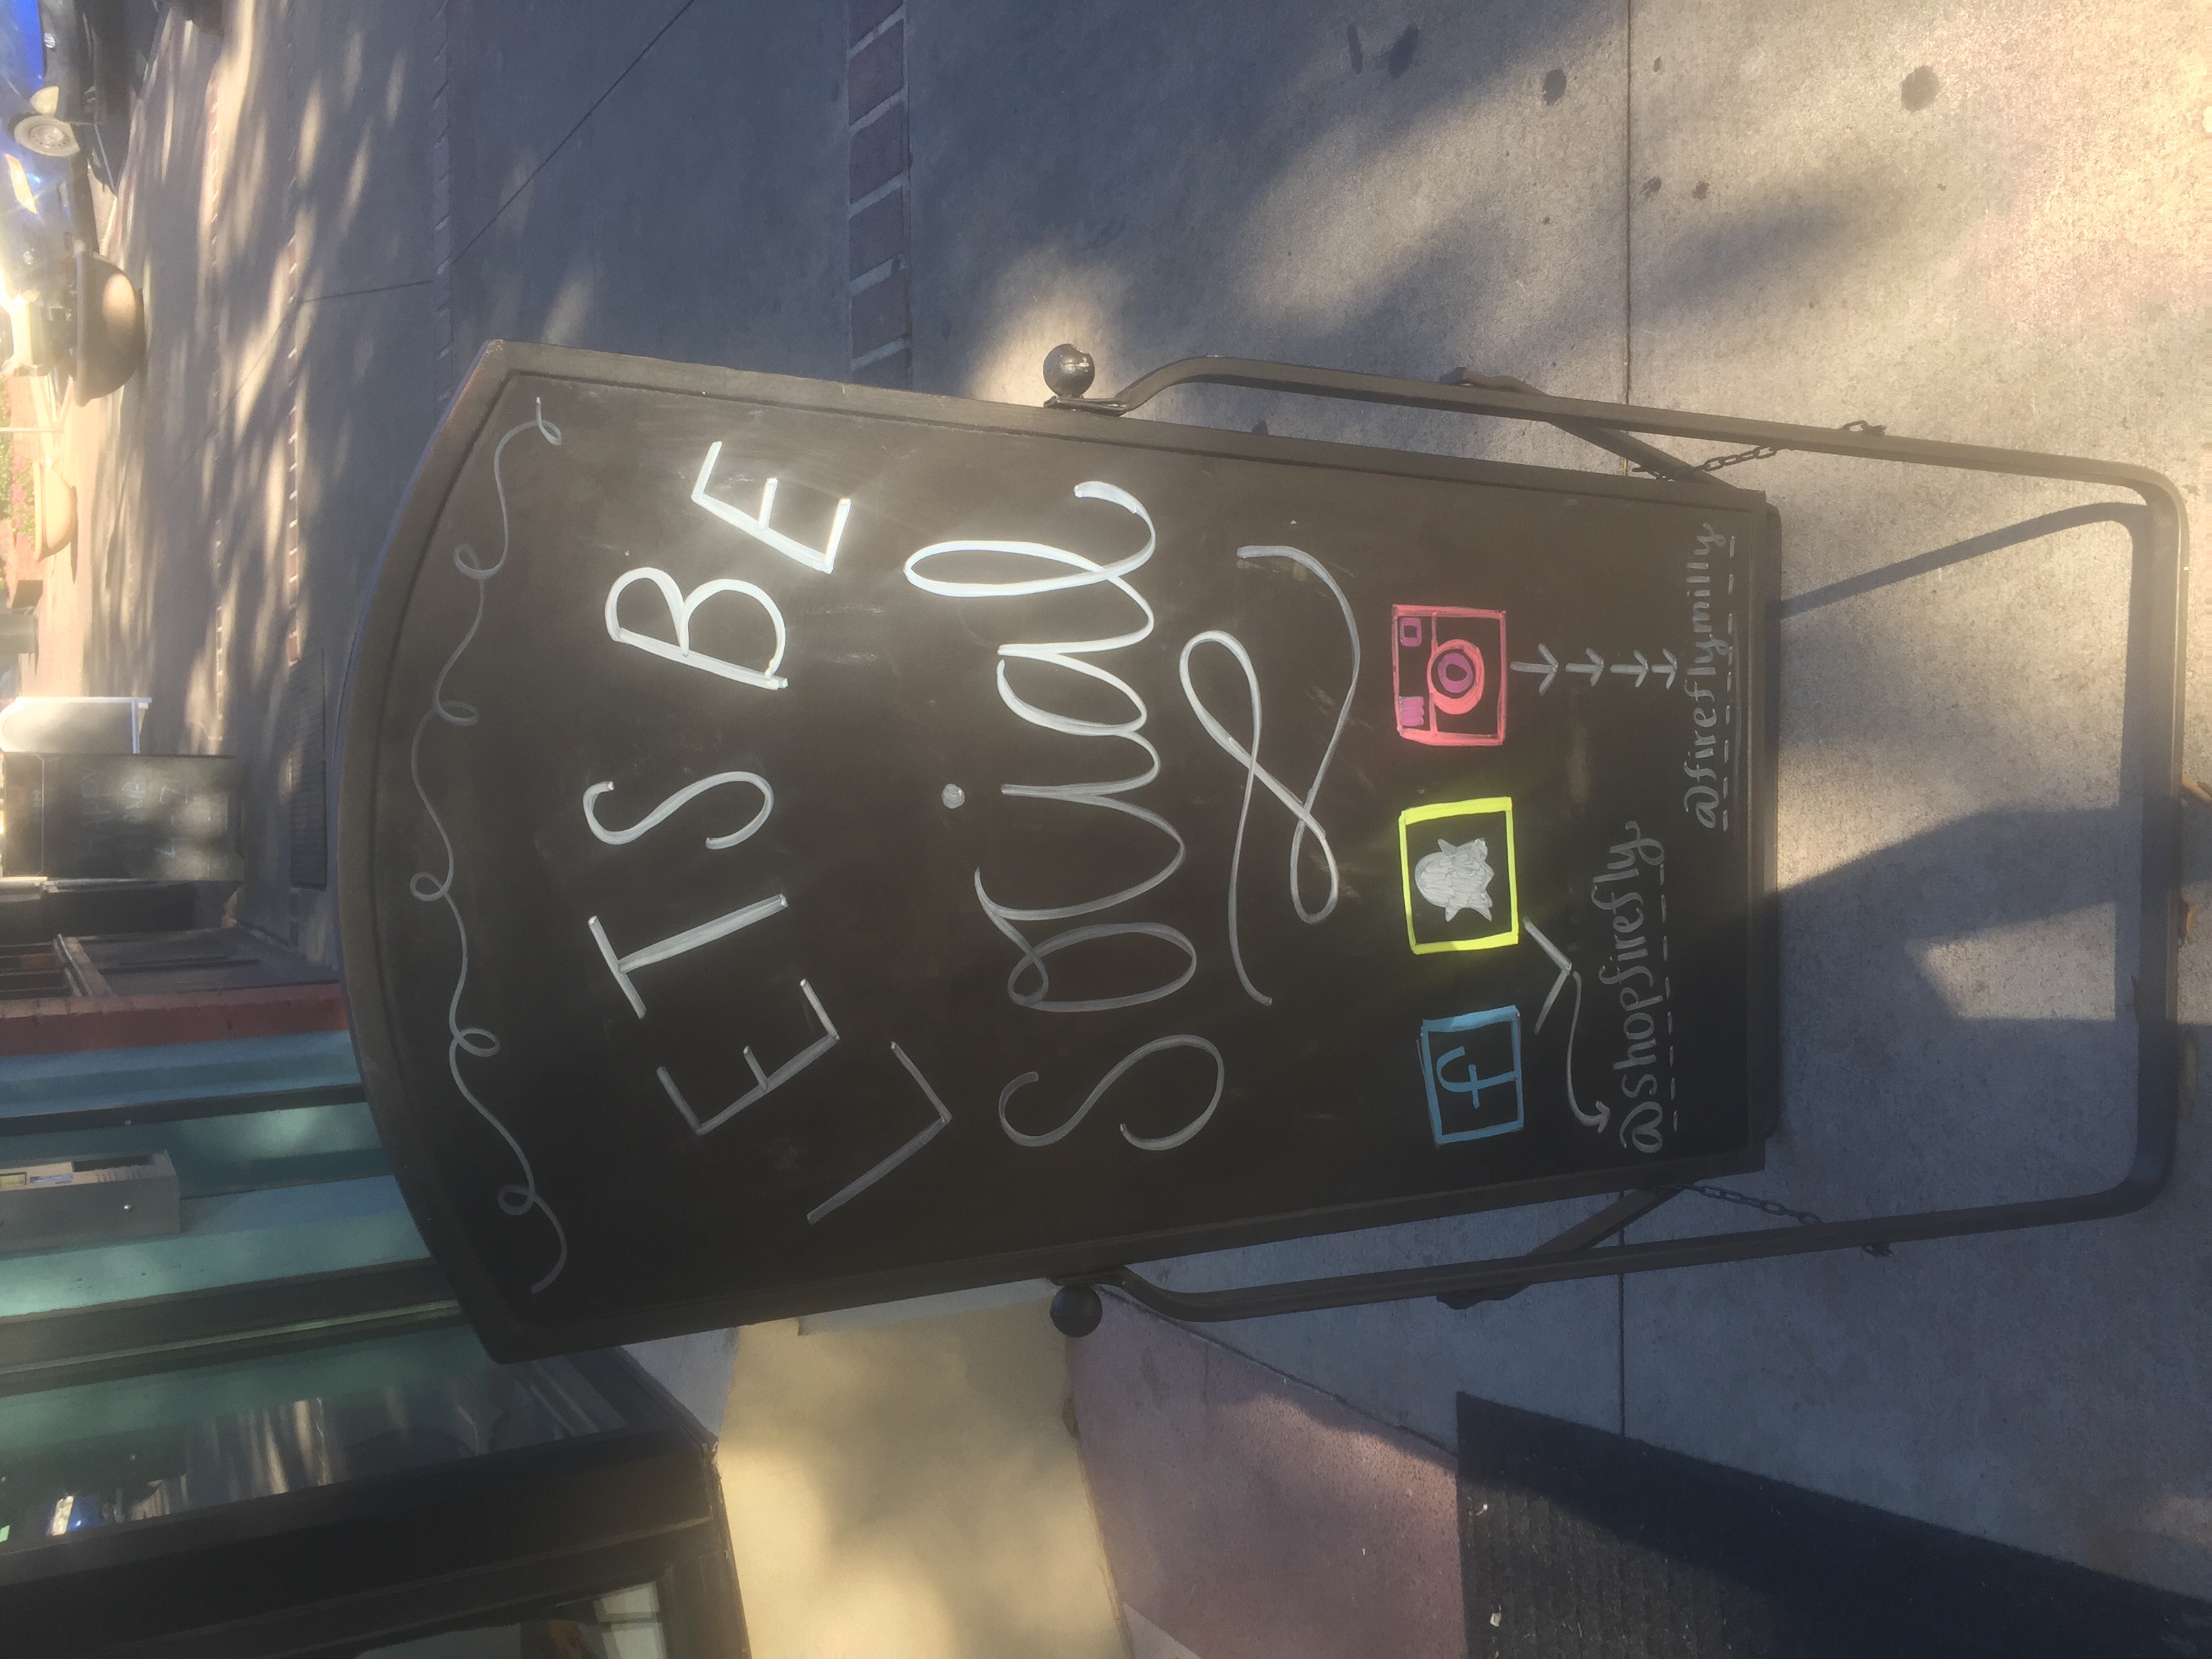 LETS BE
social
f
@shopfirefly
@fireflymilly